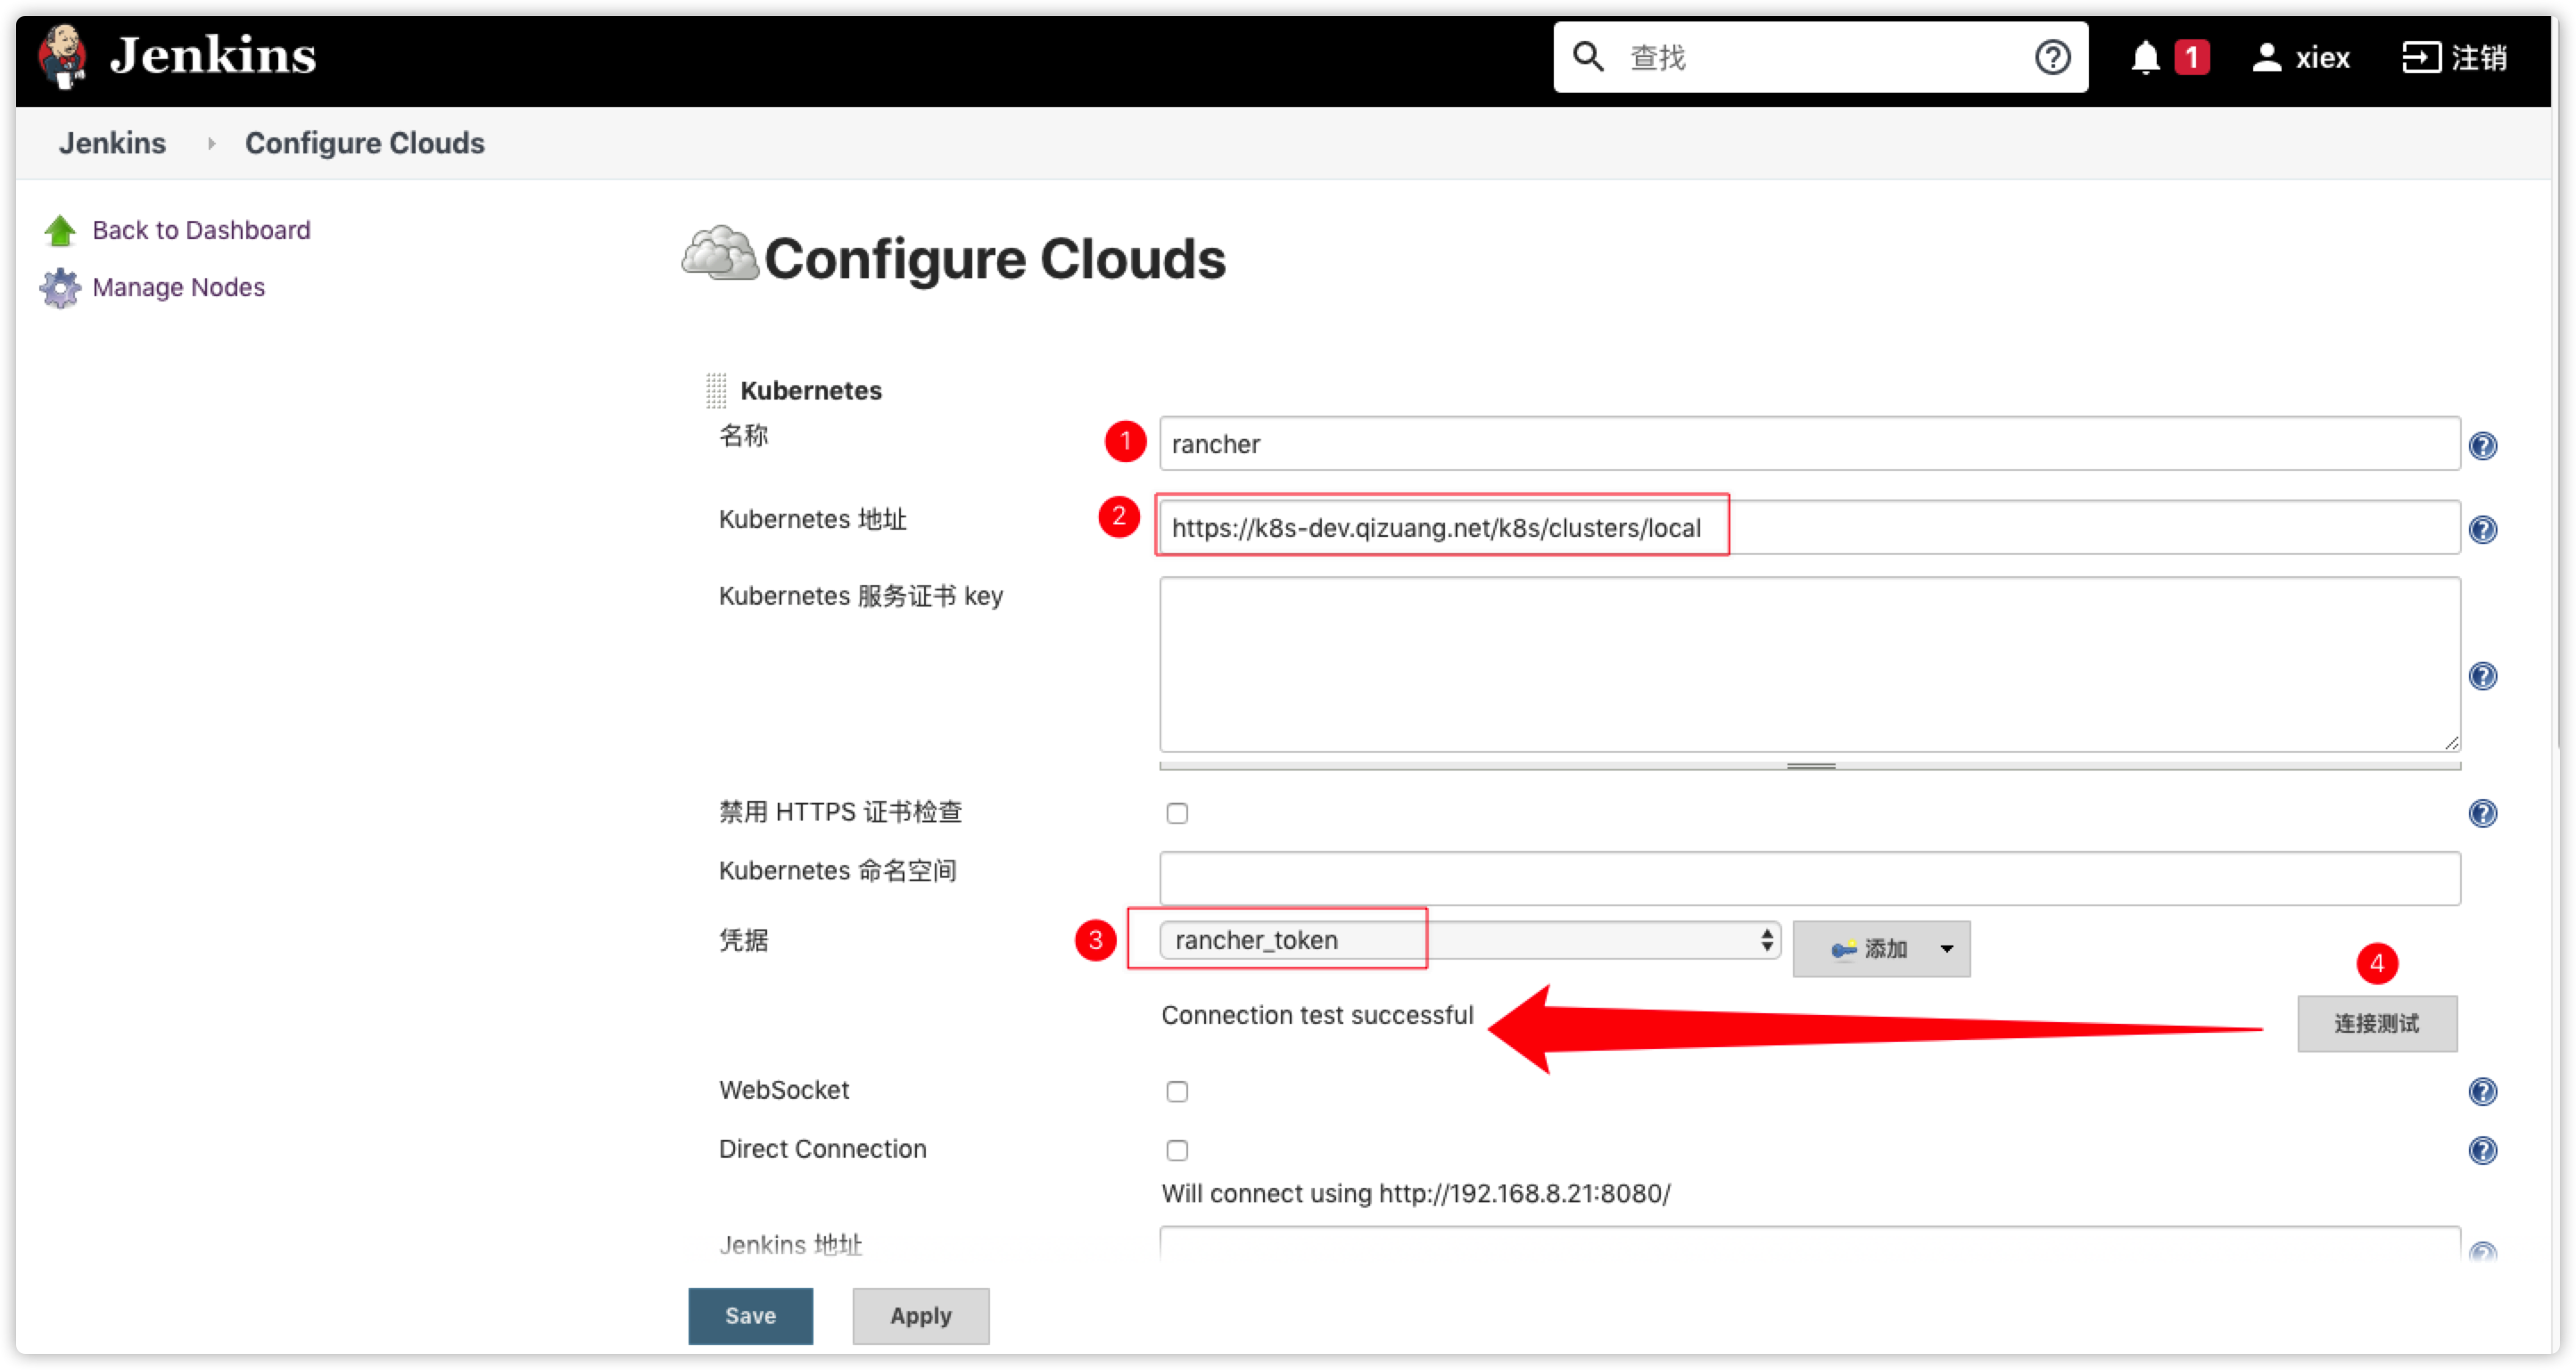 Jenkins
查找
1
xiex
注销
Jenkins
Configure Clouds
Back to Dashboard
Manage Nodes
Configure Clouds
Kubernetes
名称
1
rancher
Kubernetes 地址
2
https://k8s-dev.qizuang.net/k8s/clusters/local
Kubernetes 服务证书 key
禁用 HTTPS 证书检查
Kubernetes 命名空间
凭据
3
rancher_token
添加
4
Connection test successful
连接测试
WebSocket
Direct Connection
Will connect using http://192.168.8.21:8080/
Jenkins 地址
Save
Apply